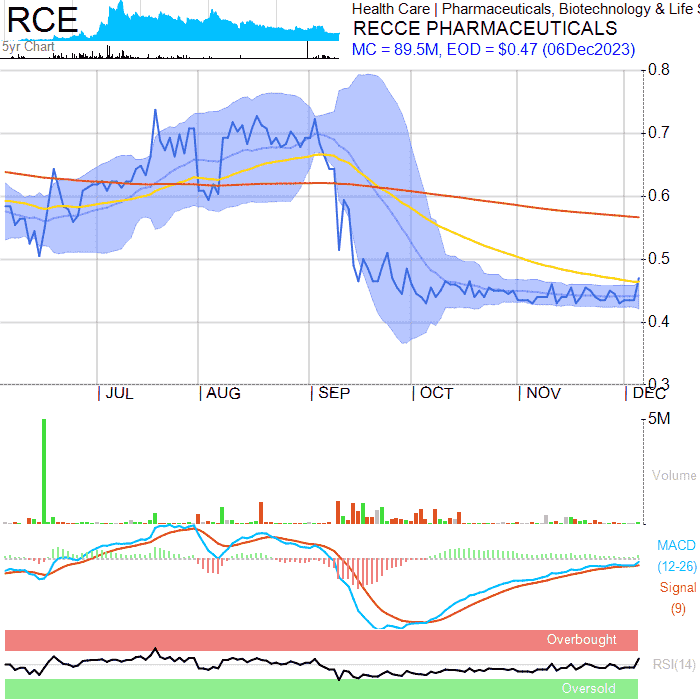 RCE
Health Care | Pharmaceuticals, Biotechnology & Life S
RECCE PHARMACEUTICALS
MC = 89.5M, EOD = $0.47 (06Dec2023)
5yr Chart
0.8
0.7
0.6
0.5
0.4
0.3
JUL
AUG
SEP
OCT
NOV
DEC
5M
Volume
MACD
(12-26)
Signal
(9)
Overbought
RSI(14)
Oversold